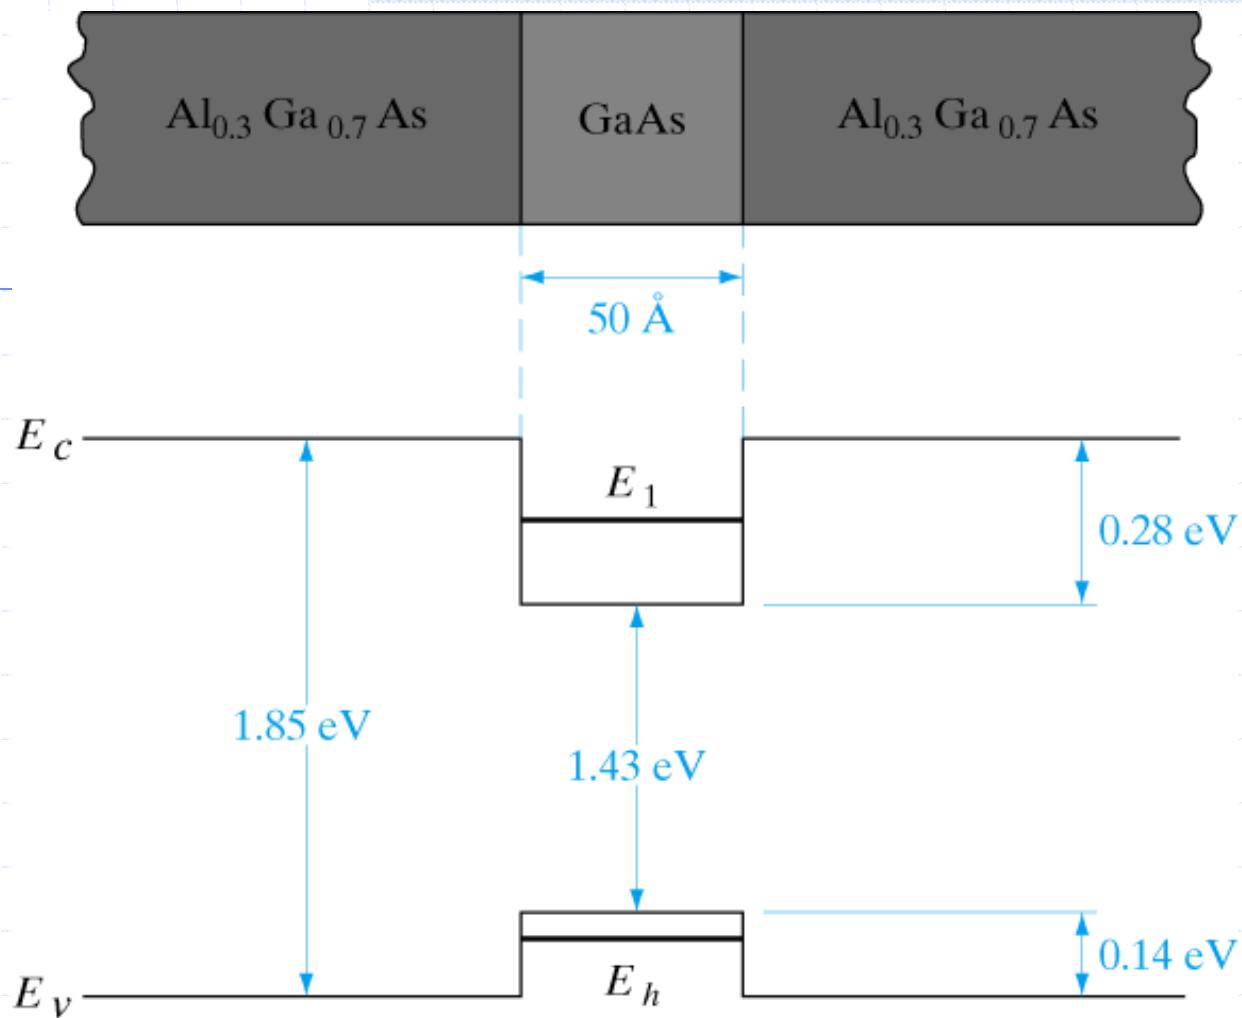 Al₀.₃ Ga ₀.₇ As
GaAs
Al₀.₃ Ga ₀.₇ As
50 Å
E c
E 1
0.28 eV
1.85 eV
1.43 eV
0.14 eV
E h
E v